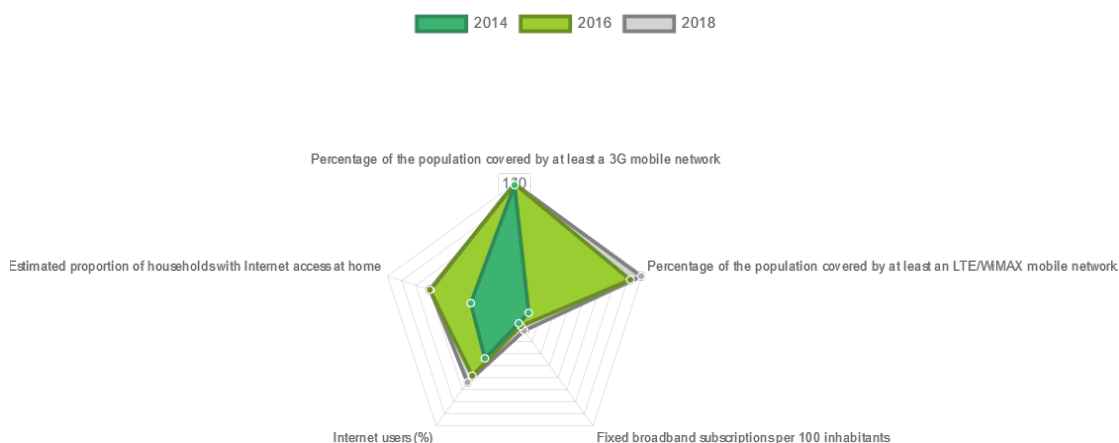 2014 2016 2018
Percentage of the population covered by at least a 3G mobile network
Estimated proportion of households with Internet access at home
Percentage of the population covered by at least an LTE/WiMAX mobile network
Internet users (%)
Fixed broadband subscriptions per 100 inhabitants